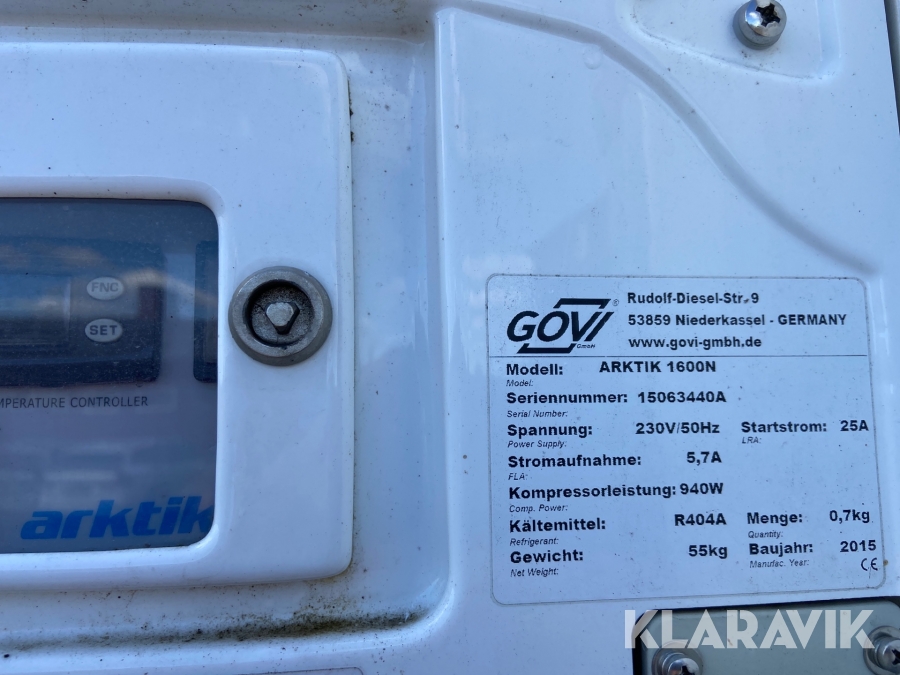 FNC
SET
MPERATURE CONTROLLER
arktik
GOVI ®
GmbH
Rudolf-Diesel-Str. 9
53859 Niederkassel - GERMANY
www.govi-gmbh.de
Modell: ARKTIK 1600N
Model:
Seriennummer: 15063440A
Serial Number:
Spannung: 230V/50Hz Startstrom: 25A
Power Supply: LRA:
Stromaufnahme: 5,7A
FLA:
Kompressorleistung: 940W
Comp. Power:
Kältemittel: R404A Menge: 0,7kg
Refrigerant: Quantity:
Gewicht: 55kg Baujahr: 2015
Net Weight: Manufac. Year: CE
KLARAVIK